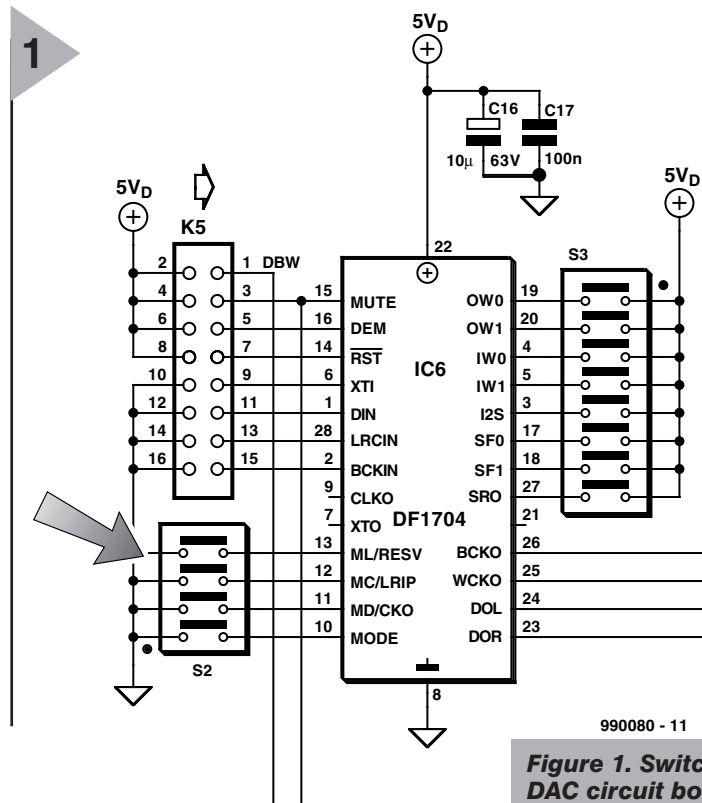 1
5VD
C16
C17
10µ
63V
100n
5VD
K5
5VD
22
S3
2
1
DBW
4
3
15
MUTE
OW0
19
6
5
16
DEM
OW1
20
8
7
14
RST
IW0
4
10
9
6
XTI
IC6
IW1
5
12
11
1
DIN
I2S
3
14
13
28
LRCIN
SF0
17
16
15
2
BCKIN
SF1
18
9
CLKO
SRO
27
7
XTO
DF1704
21
13
ML/RESV
BCKO
26
12
MC/LRIP
WCKO
25
11
MD/CKO
DOL
24
10
MODE
DOR
23
S2
8
990080 - 11
Figure 1. Switc
DAC circuit bo